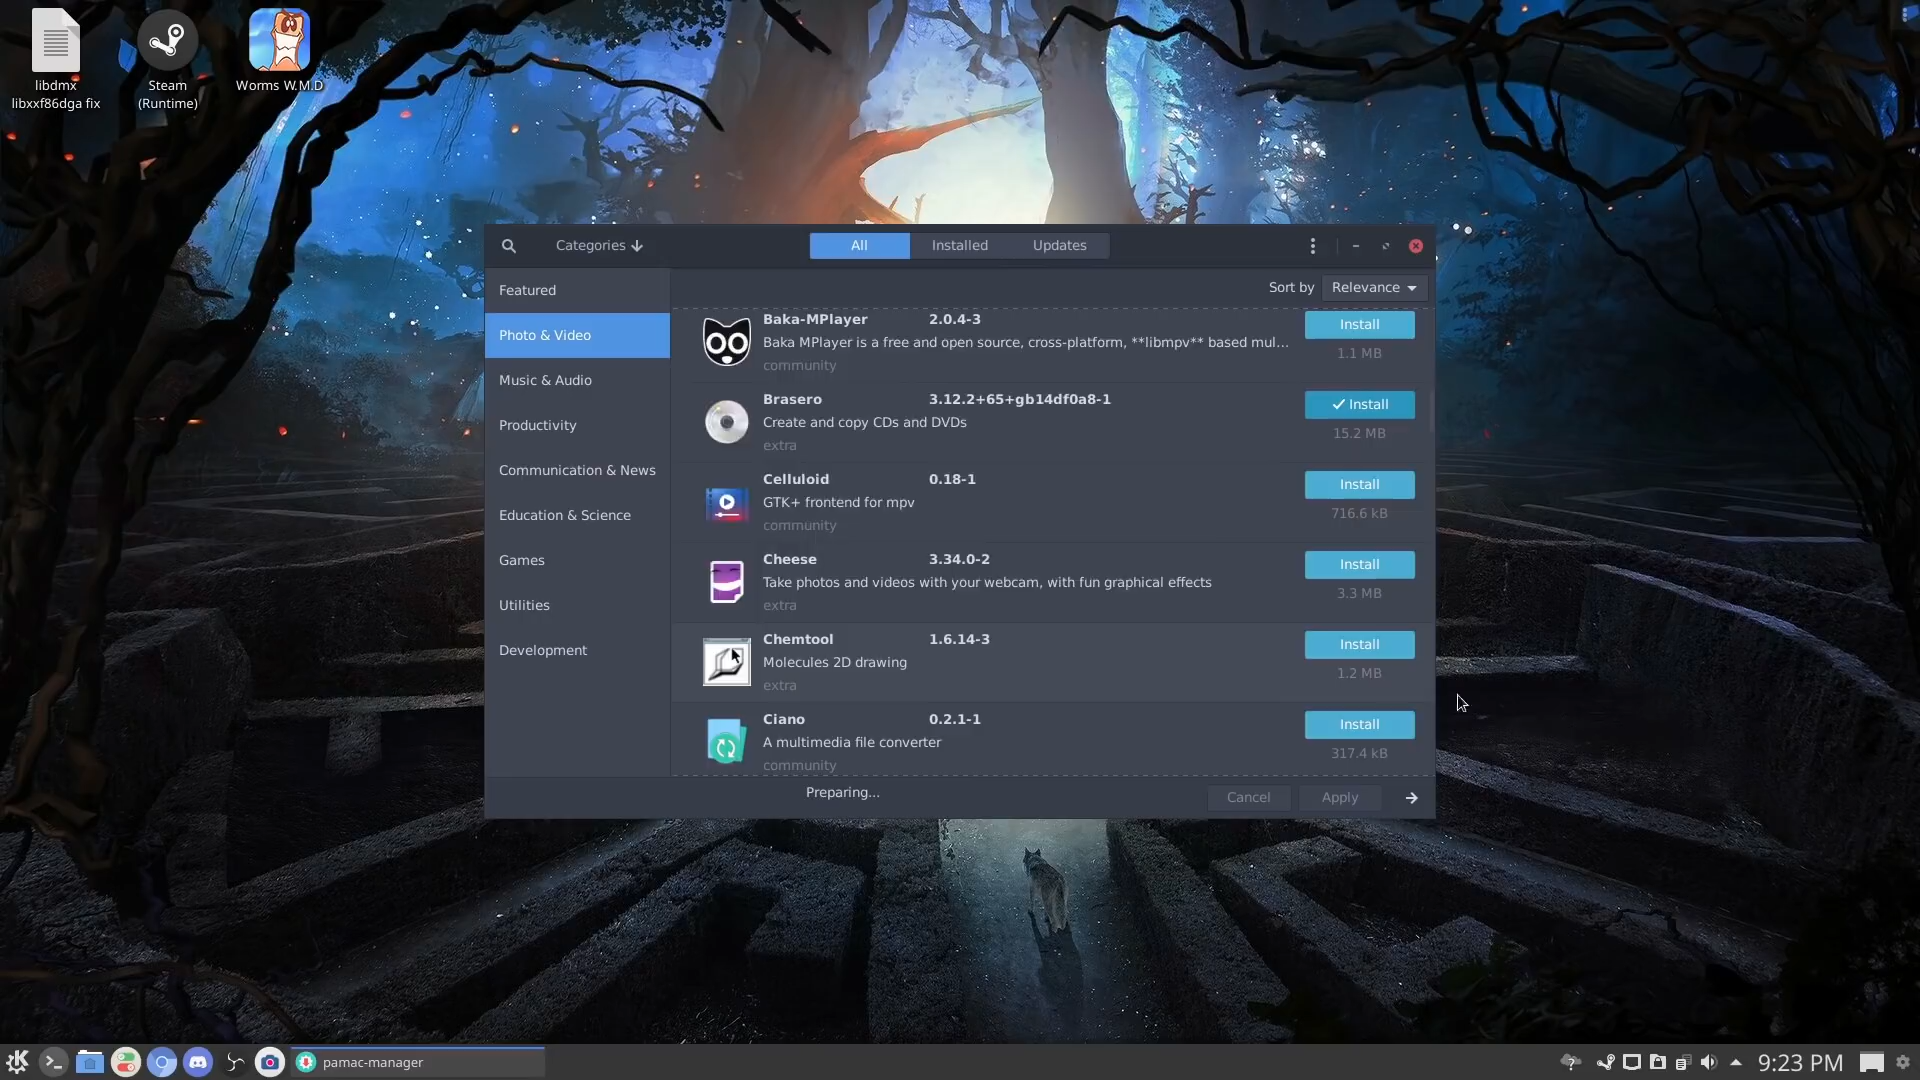 libdmx
libxxf86dga fix
Steam
(Runtime)
Worms W.M.D
Categories
All
Installed
Updates
Sort by
Relevance
Featured
Photo & Video
Music & Audio
Productivity
Communication & News
Education & Science
Games
Utilities
Development
Baka-MPlayer 2.0.4-3
Baka MPlayer is a free and open source, cross-platform, **libmpv** based mul...
community
Install
1.1 MB
Brasero 3.12.2+65+gb14df0a8-1
Create and copy CDs and DVDs
extra
Install
15.2 MB
Celluloid 0.18-1
GTK+ frontend for mpv
community
Install
716.6 kB
Cheese 3.34.0-2
Take photos and videos with your webcam, with fun graphical effects
extra
Install
3.3 MB
Chemtool 1.6.14-3
Molecules 2D drawing
extra
Install
1.2 MB
Ciano 0.2.1-1
A multimedia file converter
community
Install
317.4 kB
Preparing...
Cancel
Apply
pamac-manager
9:23 PM